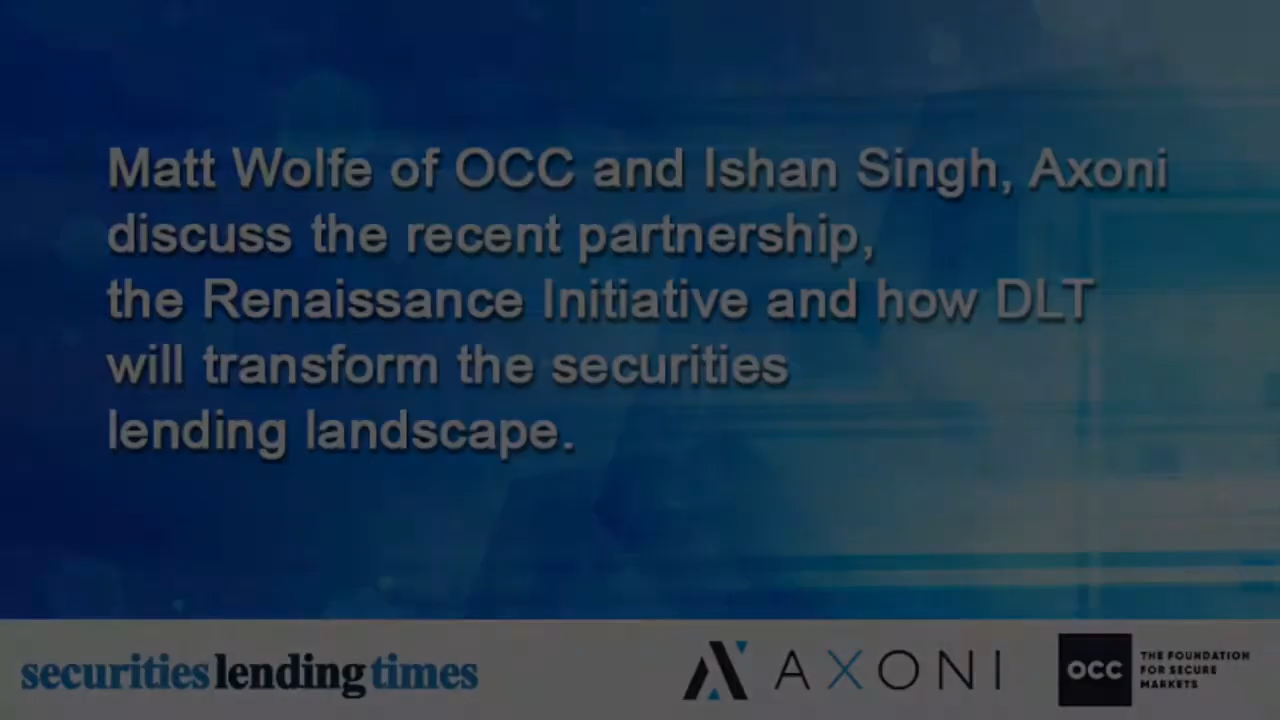 Matt Wolfe of OCC and Ishan Singh, Axoni
discuss the recent partnership,
the Renaissance Initiative and how DLT
will transform the securities
lending landscape.
securities lending times
AXONI
OCC
THE FOUNDATION
FOR SECURE
MARKETS